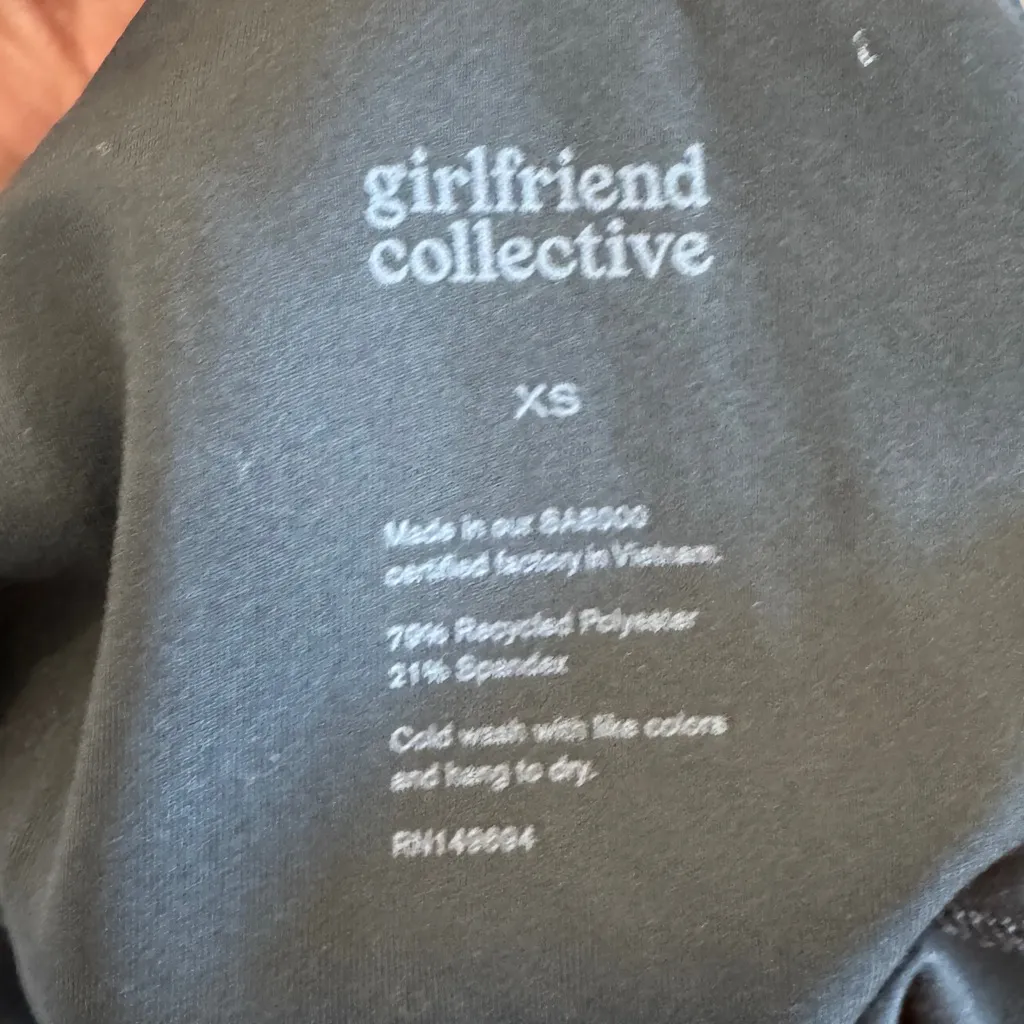 girlfriend
collective
XS
Made in our SA8000
certified factory in Vietnam.
79% Recycled Polyester
21% Spandex
Cold wash with like colors
and hang to dry.